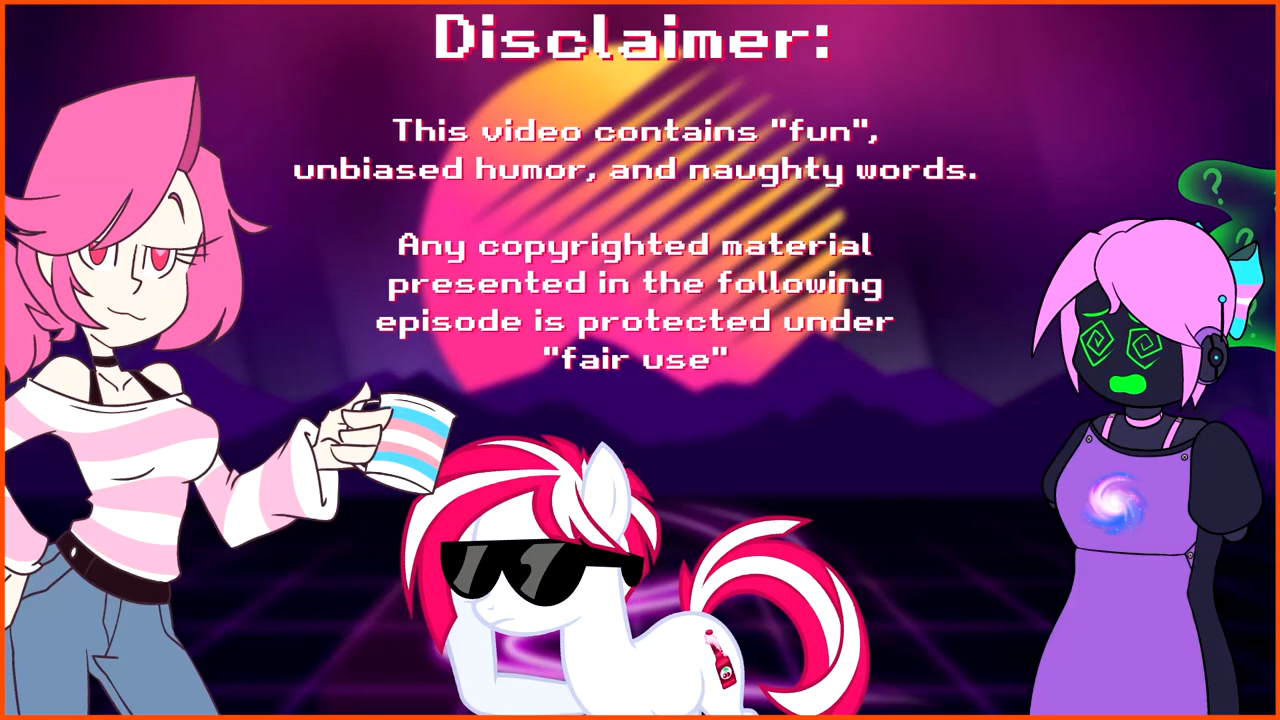 Disclaimer:
This video contains "fun",
unbiased humor, and naughty words.
Any copyrighted material
presented in the following
episode is protected under
"fair use"
?
?